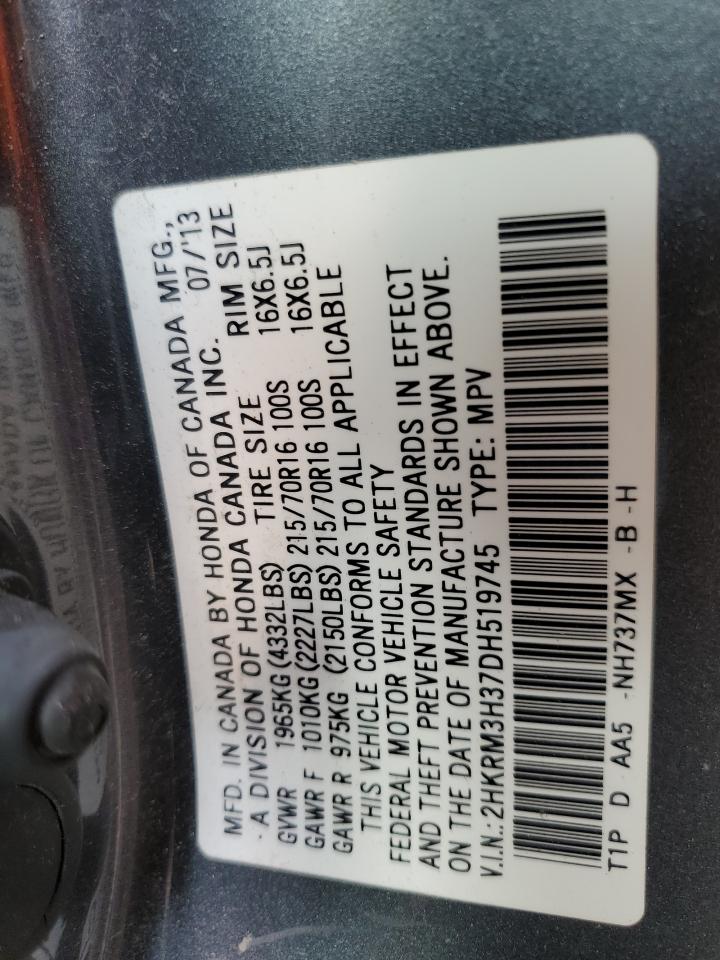 MFD. IN CANADA BY HONDA OF CANADA MFG.,
- A DIVISION OF HONDA CANADA INC. 07/'13
GVWR 1965KG (4332LBS) TIRE SIZE RIM SIZE
GAWR F 1010KG (2227LBS) 215/70R16 100S 16X6.5J
GAWR R 975KG (2150LBS) 215/70R16 100S 16X6.5J
THIS VEHICLE CONFORMS TO ALL APPLICABLE
FEDERAL MOTOR VEHICLE SAFETY
AND THEFT PREVENTION STANDARDS IN EFFECT
ON THE DATE OF MANUFACTURE SHOWN ABOVE.
V.I.N.: 2HKRM3H37DH519745 TYPE: MPV
T1P D AA5 -NH737MX -B -H